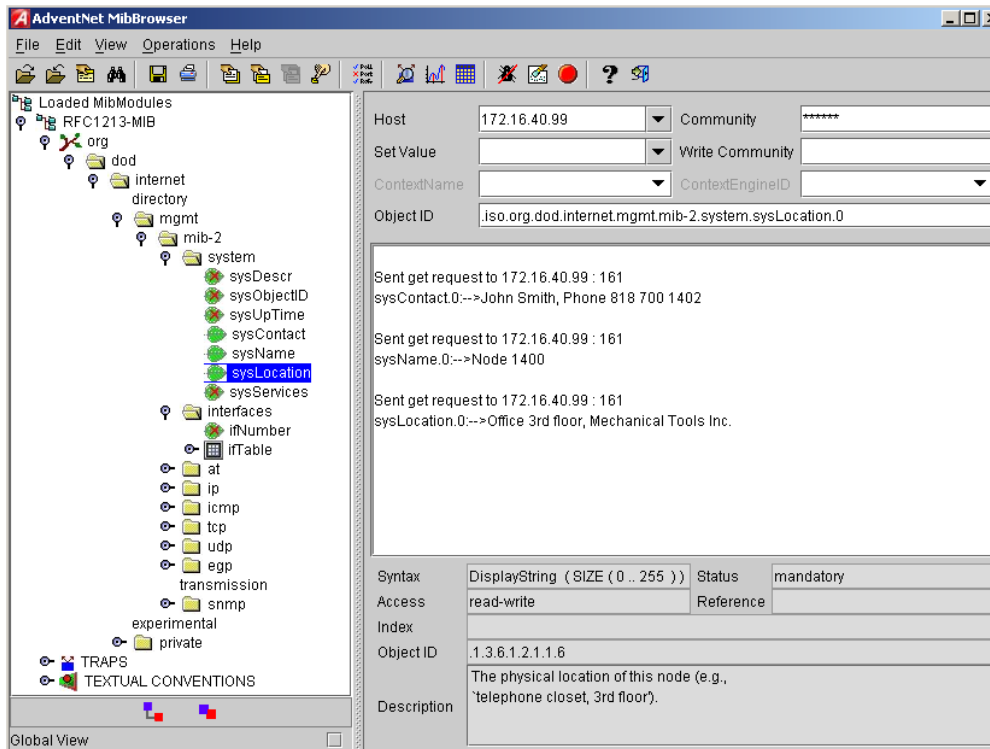 AdventNet MibBrowser
File Edit View Operations Help
Loaded MibModules
RFC1213-MIB
org
dod
internet
directory
mgmt
mib-2
system
sysDescr
sysObjectID
sysUpTime
sysContact
sysName
sysLocation
sysServices
interfaces
ifNumber
ifTable
at
ip
icmp
tcp
udp
egp
transmission
snmp
experimental
private
TRAPS
TEXTUAL CONVENTIONS
Global View
Host 172.16.40.99 Community ******
Set Value Write Community
ContextName ContextEngineID
Object ID .iso.org.dod.internet.mgmt.mib-2.system.sysLocation.0
Sent get request to 172.16.40.99 : 161
sysContact.0:-->John Smith, Phone 818 700 1402
Sent get request to 172.16.40.99 : 161
sysName.0:-->Node 1400
Sent get request to 172.16.40.99 : 161
sysLocation.0:-->Office 3rd floor, Mechanical Tools Inc.
Syntax DisplayString ( SIZE ( 0 .. 255 ) ) Status mandatory
Access read-write Reference
Index
Object ID .1.3.6.1.2.1.1.6
Description The physical location of this node (e.g.,
`telephone closet, 3rd floor').